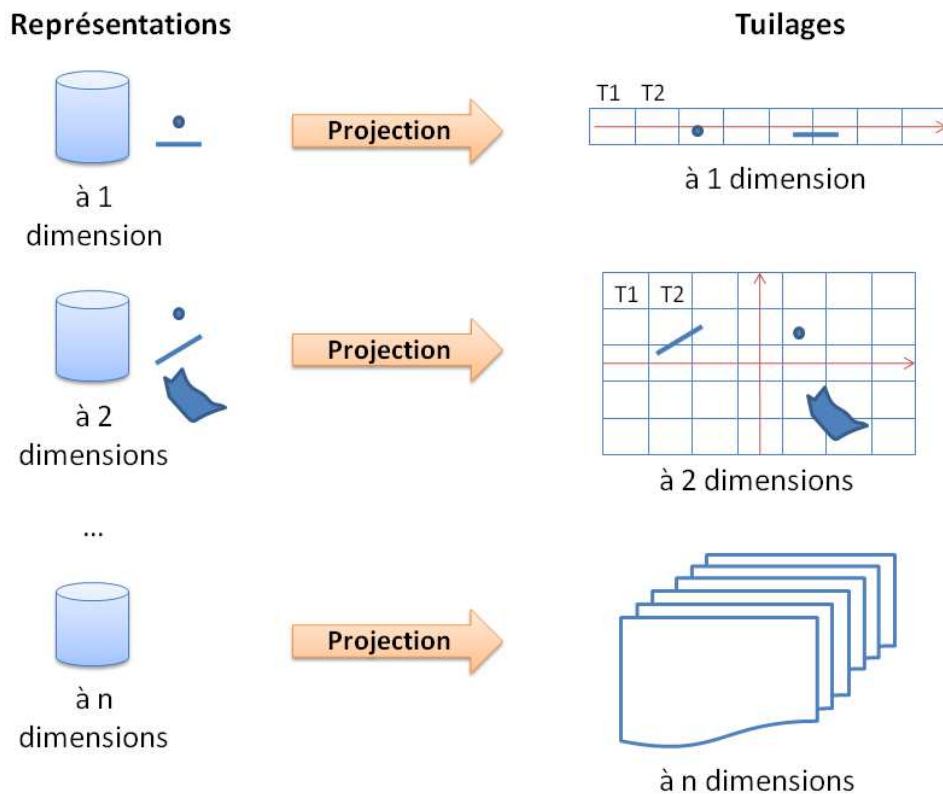 Représentations
Tuilages
T1 T2
Projection
à 1
dimension
à 1 dimension
T1 T2
Projection
à 2
dimensions
à 2 dimensions
...
Projection
à n
dimensions
à n dimensions